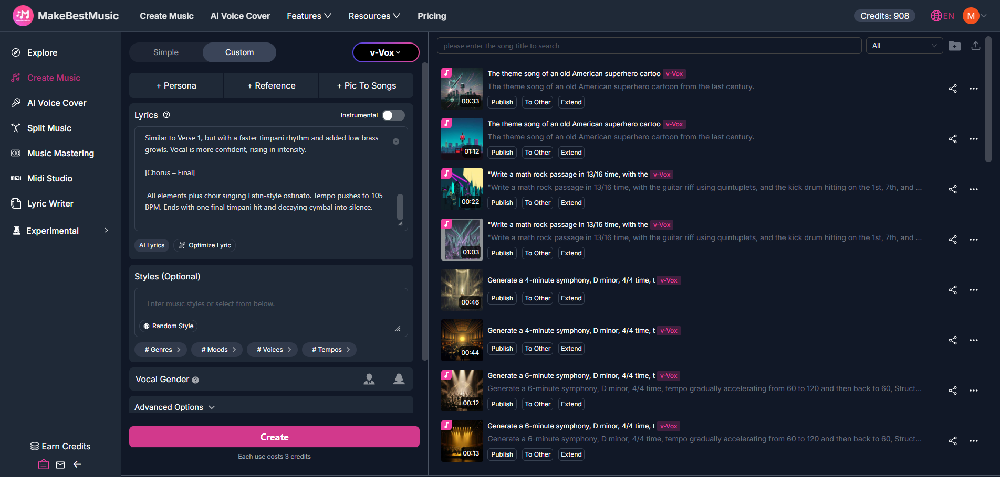 MakeBestMusic
Create Music
Ai Voice Cover
Features
Resources
Pricing
Credits: 908
EN
M
Explore
Create Music
AI Voice Cover
Split Music
Music Mastering
Midi Studio
Lyric Writer
Experimental
Earn Credits
Simple
Custom
v-Vox
+ Persona
+ Reference
+ Pic To Songs
Lyrics
Instrumental
Similar to Verse 1, but with a faster timpani rhythm and added low brass
growls. Vocal is more confident, rising in intensity.
[Chorus – Final]
All elements plus choir singing Latin-style ostinato. Tempo pushes to 105
BPM. Ends with one final timpani hit and decaying cymbal into silence.
AI Lyrics
Optimize Lyric
Styles (Optional)
Enter music styles or select from below.
Random Style
# Genres
# Moods
# Voices
# Tempos
Vocal Gender
Advanced Options
Create
Each use costs 3 credits
please enter the song title to search
All
The theme song of an old American superhero cartoo v-Vox
The theme song of an old American superhero cartoon from the last century.
00:33
Publish To Other Extend
The theme song of an old American superhero cartoo v-Vox
The theme song of an old American superhero cartoon from the last century.
01:12
Publish To Other Extend
"Write a math rock passage in 13/16 time, with the v-Vox
"Write a math rock passage in 13/16 time, with the guitar riff using quintuplets, and the kick drum hitting on the 1st, 7th, and ...
00:22
Publish To Other Extend
"Write a math rock passage in 13/16 time, with the v-Vox
"Write a math rock passage in 13/16 time, with the guitar riff using quintuplets, and the kick drum hitting on the 1st, 7th, and ...
01:03
Publish To Other Extend
Generate a 4-minute symphony, D minor, 4/4 time, t v-Vox
00:46
Publish To Other Extend
Generate a 4-minute symphony, D minor, 4/4 time, t v-Vox
00:44
Publish To Other Extend
Generate a 6-minute symphony, D minor, 4/4 time, t v-Vox
Generate a 6-minute symphony, D minor, 4/4 time, tempo gradually accelerating from 60 to 120 and then back to 60, Struct...
00:12
Publish To Other Extend
Generate a 6-minute symphony, D minor, 4/4 time, t v-Vox
Generate a 6-minute symphony, D minor, 4/4 time, tempo gradually accelerating from 60 to 120 and then back to 60, Struct...
00:13
Publish To Other Extend